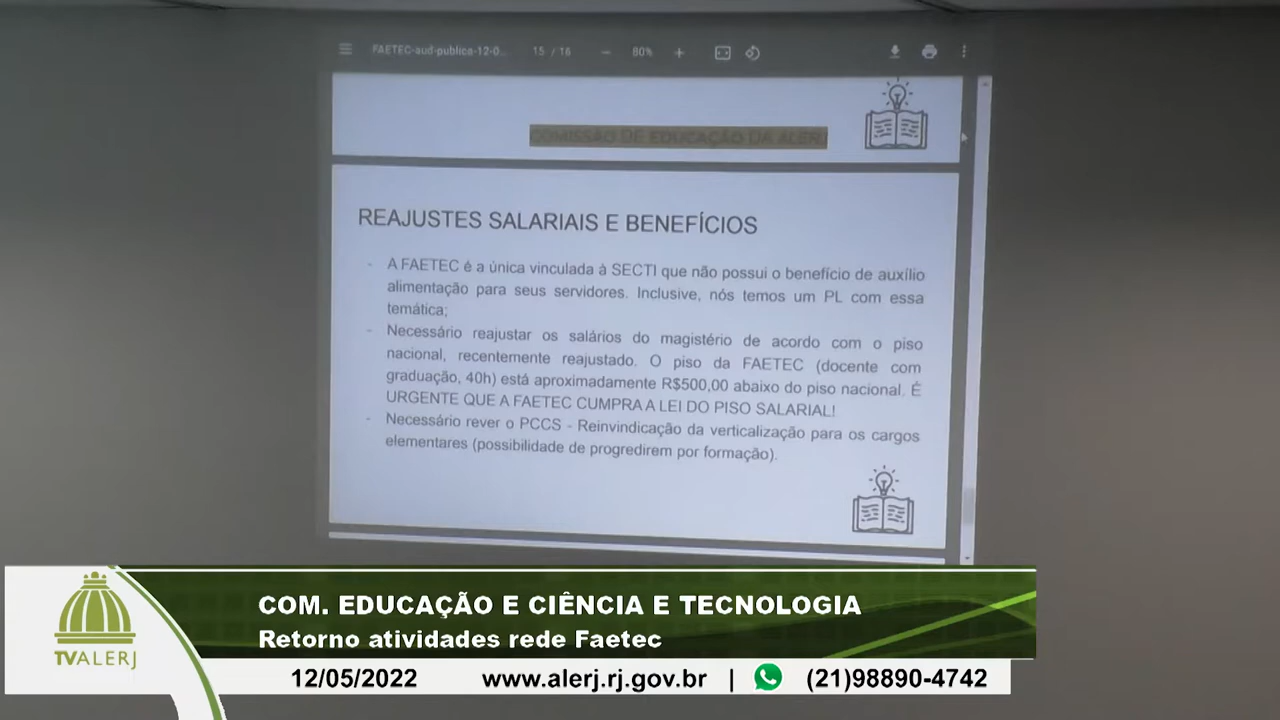 FAETEC-aud-publica-12-0...
15 / 16
80%
COMISSÃO DE EDUCAÇÃO DA ALERJ
REAJUSTES SALARIAIS E BENEFÍCIOS
- A FAETEC é a única vinculada à SECTI que não possui o benefício de auxílio
alimentação para seus servidores. Inclusive, nós temos um PL com essa
temática;
- Necessário reajustar os salários do magistério de acordo com o piso
nacional, recentemente reajustado. O piso da FAETEC (docente com
graduação, 40h) está aproximadamente R$500,00 abaixo do piso nacional. É
URGENTE QUE A FAETEC CUMPRA A LEI DO PISO SALARIAL!
- Necessário rever o PCCS - Reinvindicação da verticalização para os cargos
elementares (possibilidade de progredirem por formação).
COM. EDUCAÇÃO E CIÊNCIA E TECNOLOGIA
Retorno atividades rede Faetec
TVALERJ
12/05/2022 www.alerj.rj.gov.br | (21)98890-4742